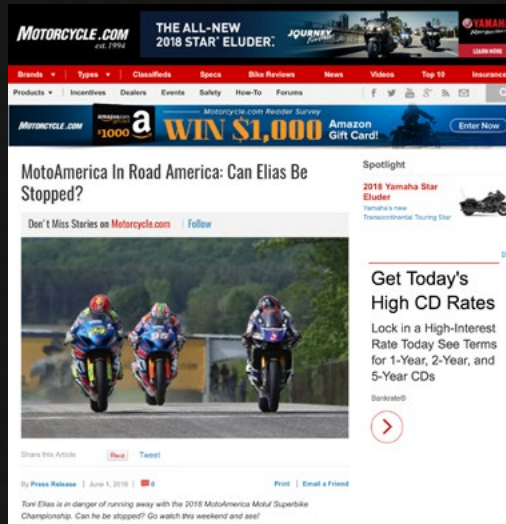 MOTORCYCLE.COM
est.1994
THE ALL-NEW
2018 STAR® ELUDER™.
JOURNEY
YAMAHA
LEARN MORE
Brands Types Classifieds Specs Bike Reviews News Videos Top 10 Insurance
Products Incentives Dealers Events Safety How-To Forums
MOTORCYCLE.COM
$1000
a
Motorcycle.com Reader Survey
WIN $1,000
Amazon
Gift Card!
Enter Now
MotoAmerica In Road America: Can Elias Be
Stopped?
Don't Miss Stories on Motorcycle.com | Follow
Spotlight
2018 Yamaha Star
Eluder
Yamaha's new
Transcontinental Touring Star
Get Today's
High CD Rates
Lock in a High-Interest
Rate Today See Terms
for 1-Year, 2-Year, and
5-Year CDs
Bankrate®
Share this Article Pin it Tweet
By Press Release | June 1, 2018 | 0 Print | Email a Friend
Toni Elias is in danger of running away with the 2018 MotoAmerica Motul Superbike
Championship. Can he be stopped? Go watch this weekend and see!